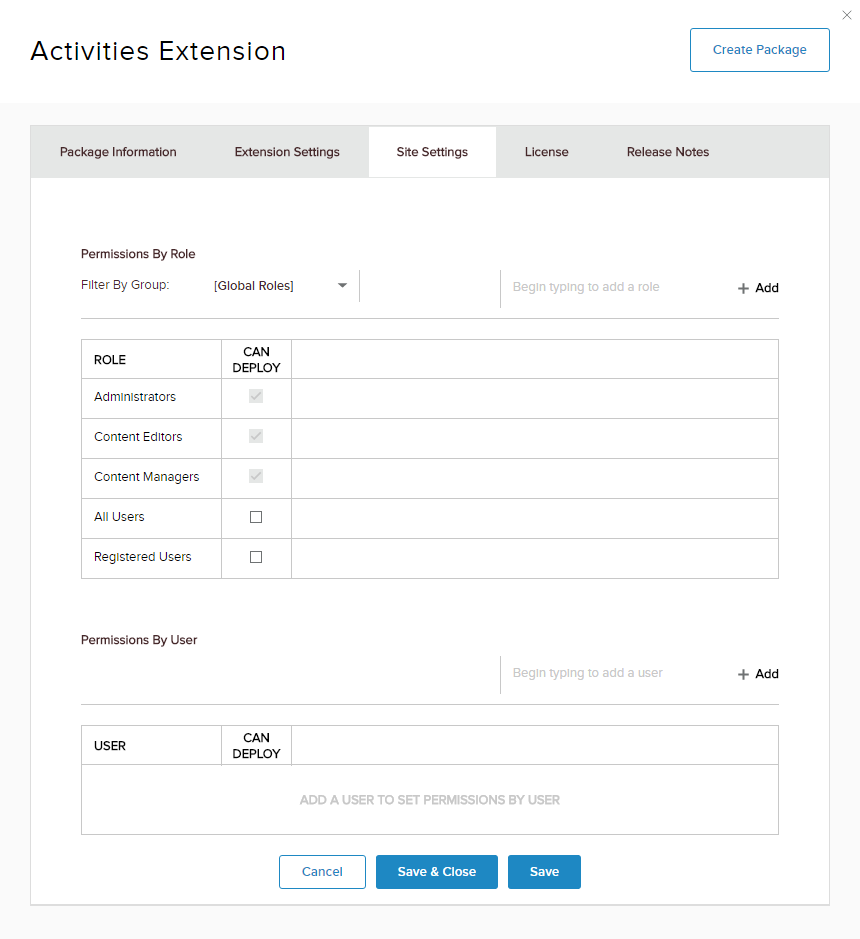 Activities Extension
Create Package
Package Information
Extension Settings
Site Settings
License
Release Notes
Permissions By Role
Filter By Group:
[Global Roles]
Begin typing to add a role
+ Add
ROLE
CAN
DEPLOY
Administrators
Content Editors
Content Managers
All Users
Registered Users
Permissions By User
Begin typing to add a user
+ Add
USER
CAN
DEPLOY
ADD A USER TO SET PERMISSIONS BY USER
Cancel
Save & Close
Save